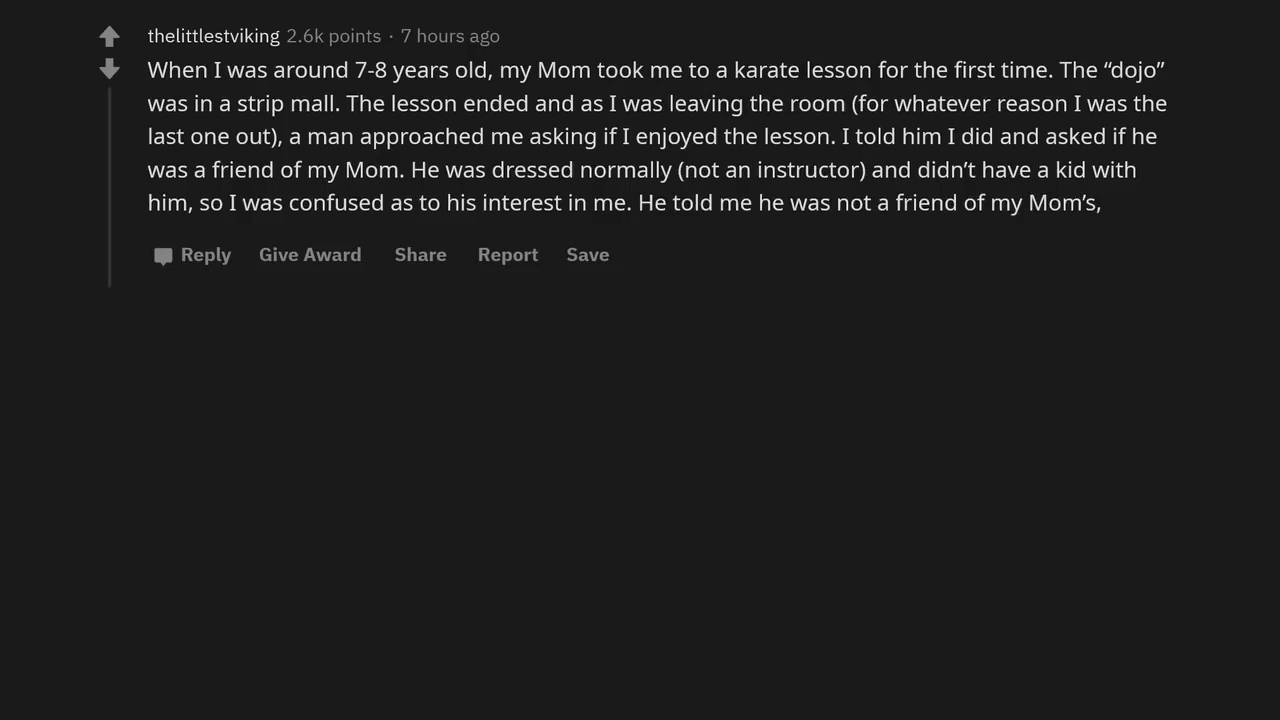 thelittlestviking 2.6k points · 7 hours ago
When I was around 7-8 years old, my Mom took me to a karate lesson for the first time. The “dojo”
was in a strip mall. The lesson ended and as I was leaving the room (for whatever reason I was the
last one out), a man approached me asking if I enjoyed the lesson. I told him I did and asked if he
was a friend of my Mom. He was dressed normally (not an instructor) and didn’t have a kid with
him, so I was confused as to his interest in me. He told me he was not a friend of my Mom’s,
Reply Give Award Share Report Save